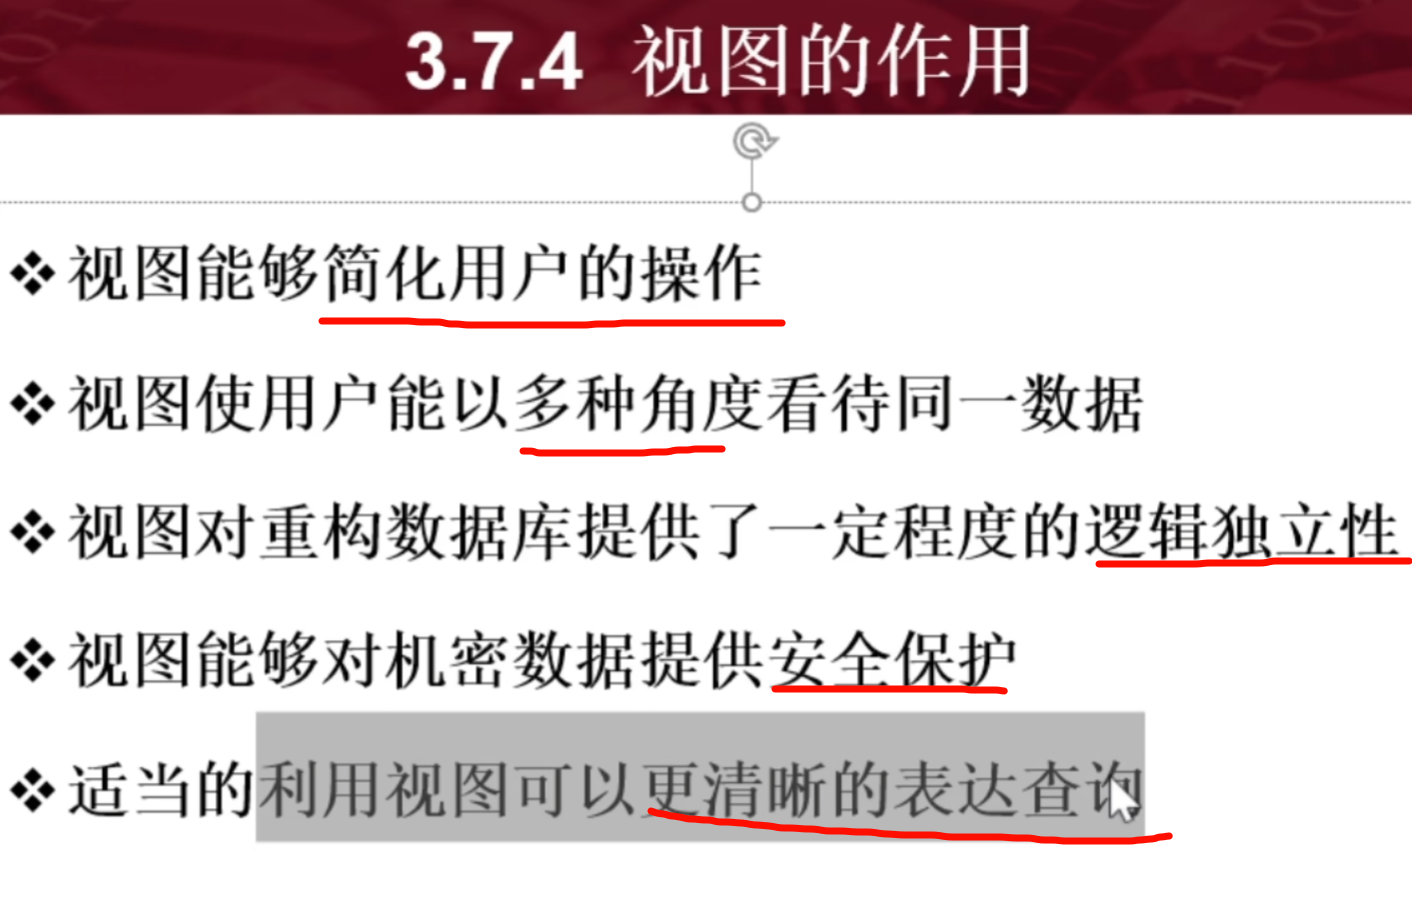 3.7.4 视图的作用
❖视图能够简化用户的操作
❖视图使用户能以多种角度看待同一数据
❖视图对重构数据库提供了一定程度的逻辑独立性
❖视图能够对机密数据提供安全保护
❖适当的利用视图可以更清晰的表达查询